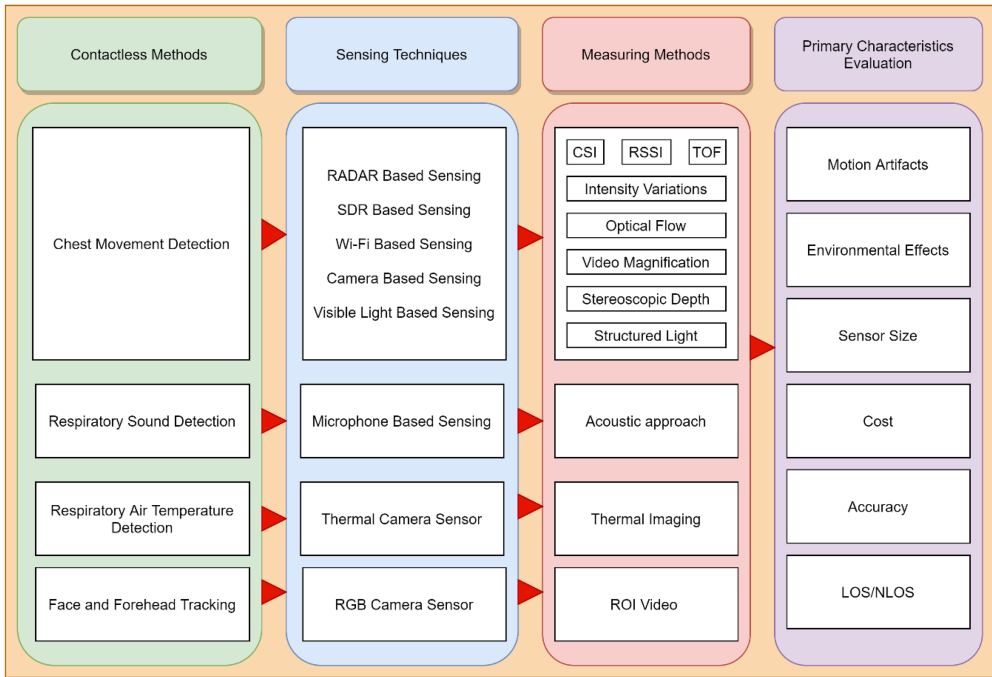 Contactless Methods
Sensing Techniques
Measuring Methods
Primary Characteristics
Evaluation
Chest Movement Detection
Respiratory Sound Detection
Respiratory Air Temperature
Detection
Face and Forehead Tracking
RADAR Based Sensing
SDR Based Sensing
Wi-Fi Based Sensing
Camera Based Sensing
Visible Light Based Sensing
Microphone Based Sensing
Thermal Camera Sensor
RGB Camera Sensor
CSI
RSSI
TOF
Intensity Variations
Optical Flow
Video Magnification
Stereoscopic Depth
Structured Light
Acoustic approach
Thermal Imaging
ROI Video
Motion Artifacts
Environmental Effects
Sensor Size
Cost
Accuracy
LOS/NLOS